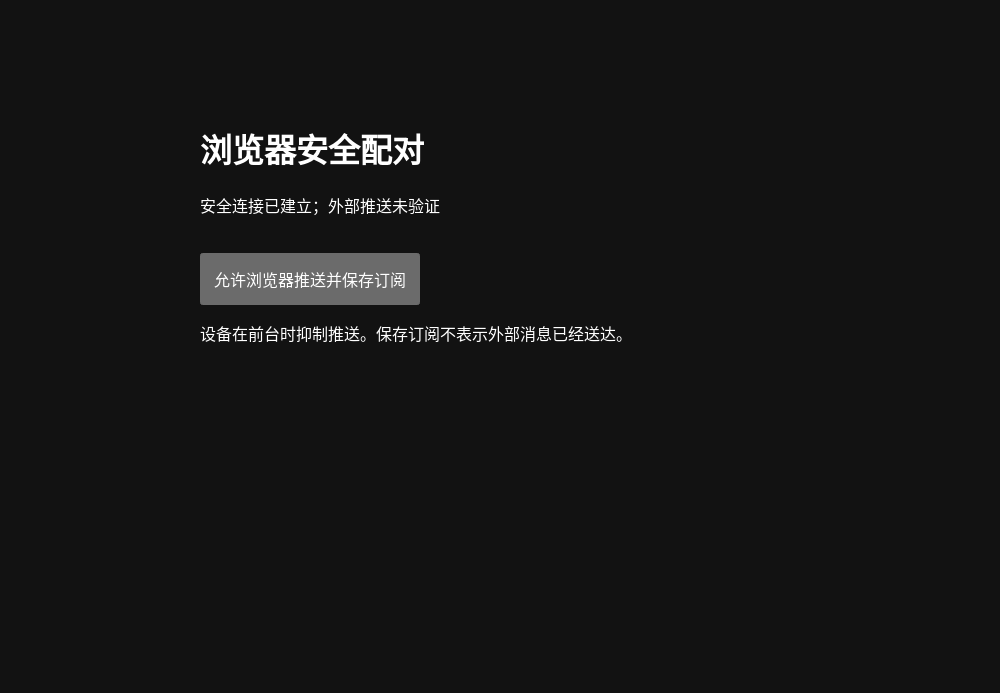 浏览器安全配对
安全连接已建立；外部推送未验证
允许浏览器推送并保存订阅
设备在前台时抑制推送。保存订阅不表示外部消息已经送达。